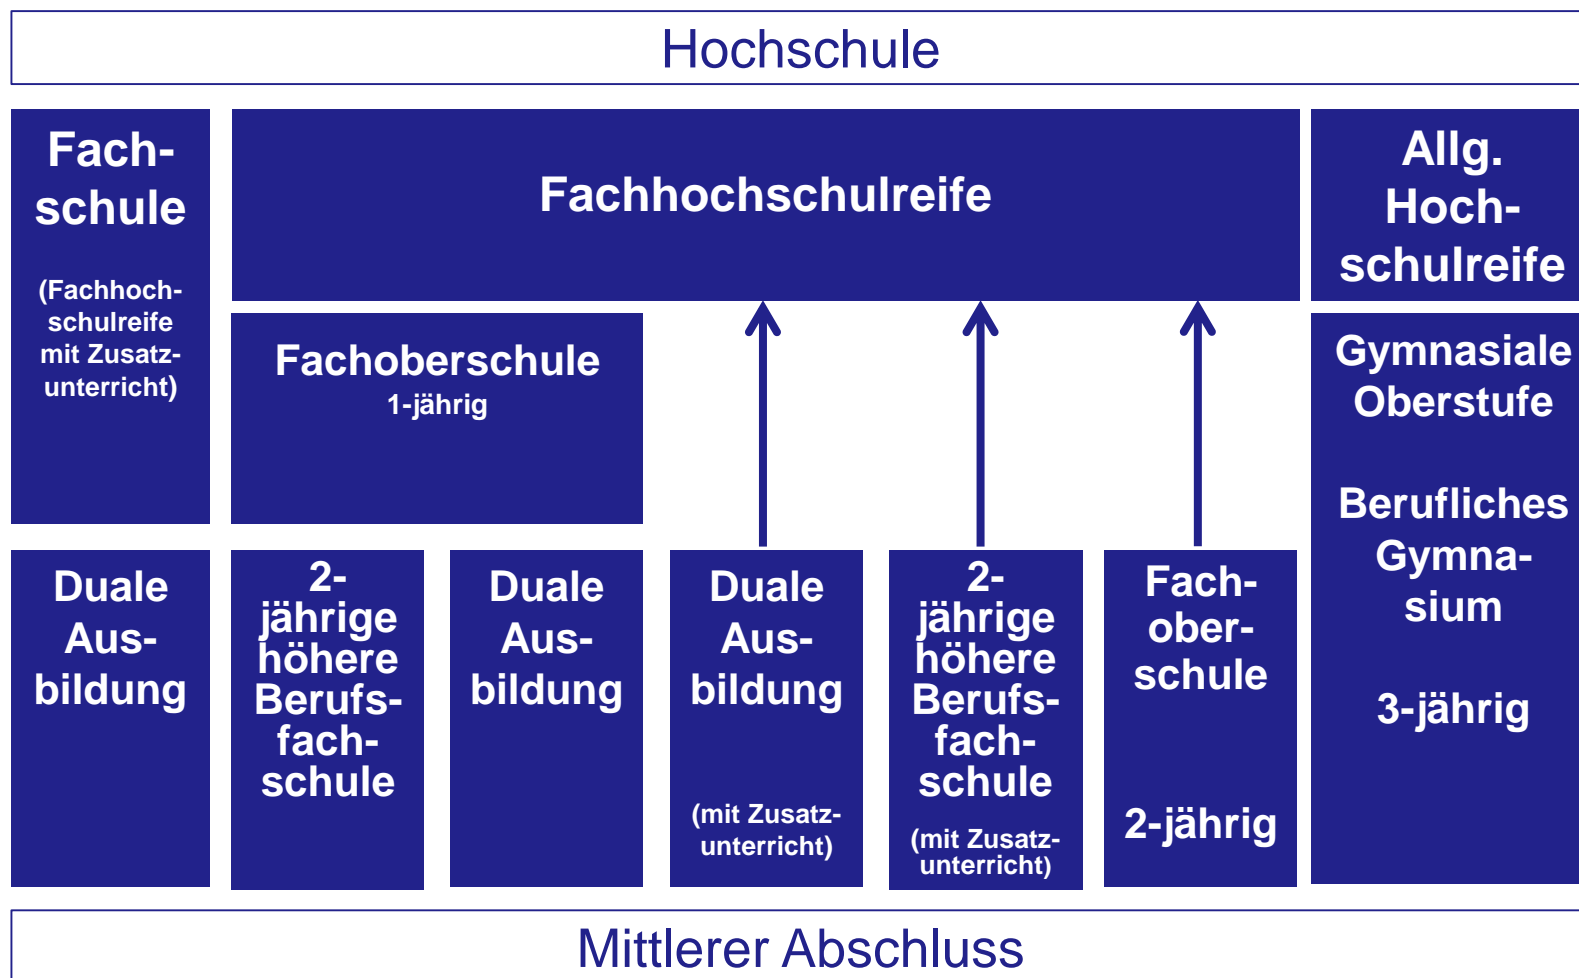 Hochschule
Fach-
schule
(Fachhoch-
schulreife
mit Zusatz-
unterricht)
Fachhochschulreife
Allg.
Hoch-
schulreife
Fachoberschule
1-jährig
Gymnasiale
Oberstufe
Berufliches
Gymna-
sium
3-jährig
Duale
Aus-
bildung
2-
jährige
höhere
Berufs-
fach-
schule
Duale
Aus-
bildung
Duale
Aus-
bildung
(mit Zusatz-
unterricht)
2-
jährige
höhere
Berufs-
fach-
schule
(mit Zusatz-
unterricht)
Fach-
ober-
schule
2-jährig
Mittlerer Abschluss